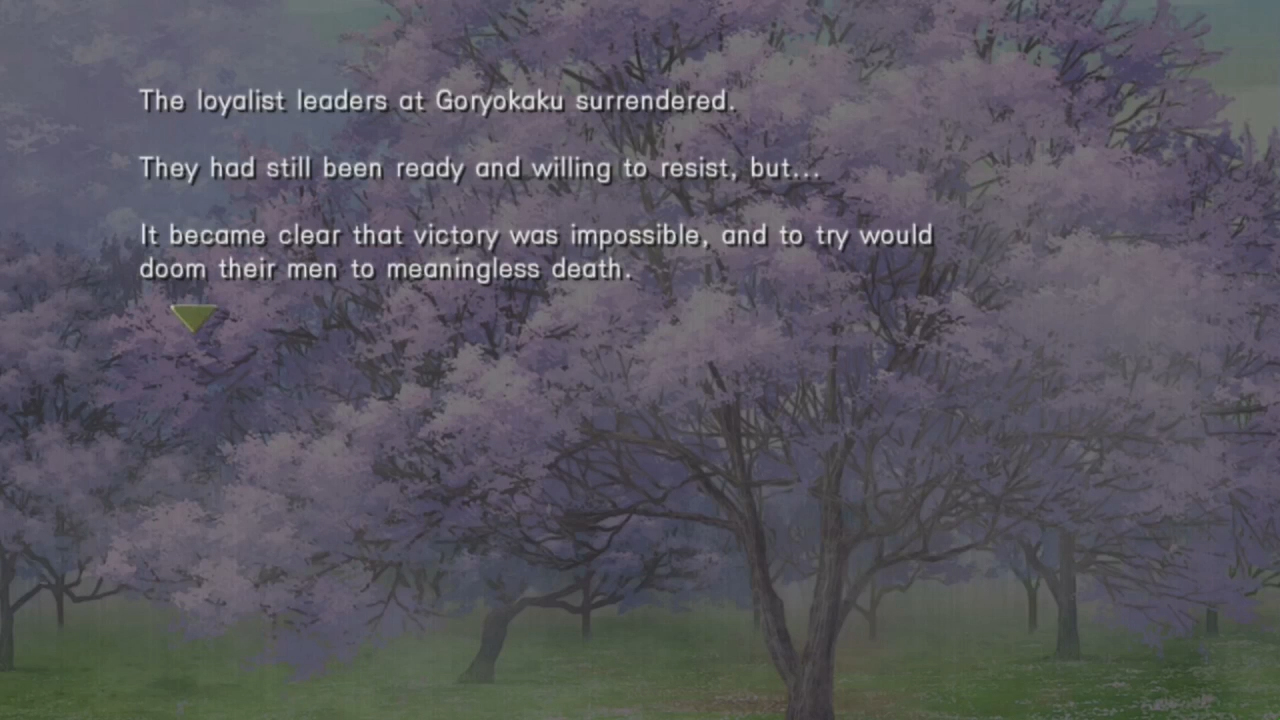 The loyalist leaders at Goryokaku surrendered.
They had still been ready and willing to resist, but...
It became clear that victory was impossible, and to try would
doom their men to meaningless death.